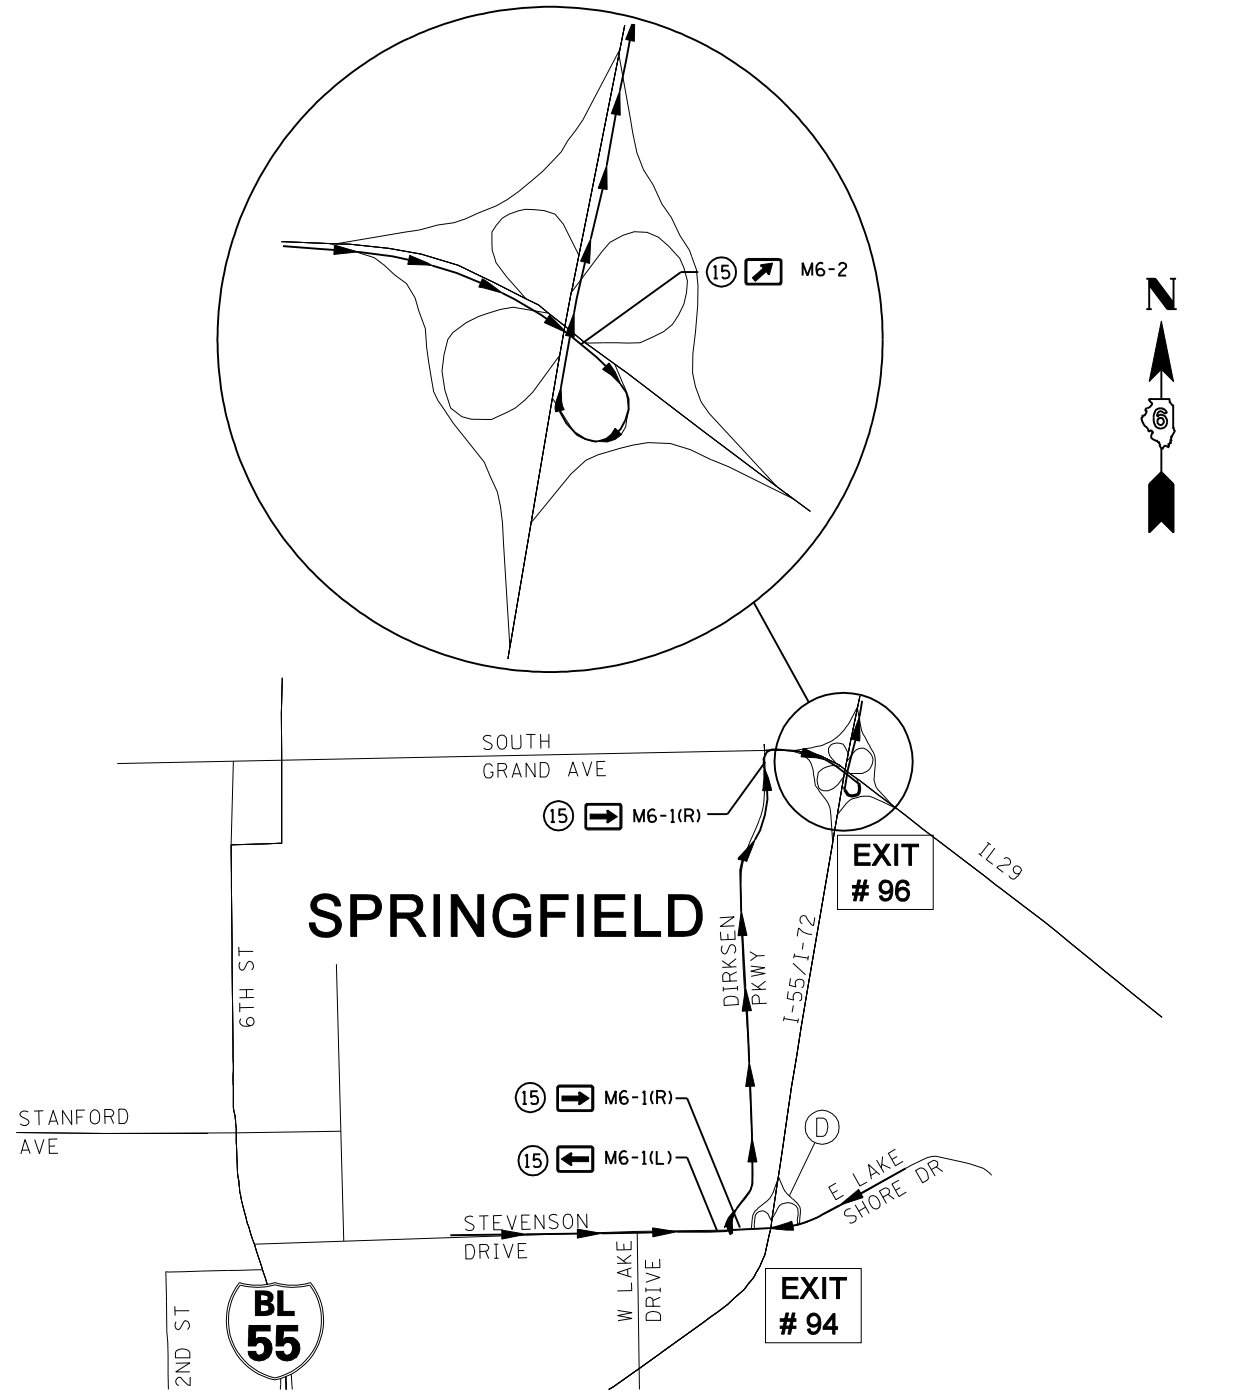 15 M6-2
N
6
SOUTH
GRAND AVE
15 M6-1(R)
EXIT
# 96
IL29
SPRINGFIELD
6TH ST
DIRKSEN
PKWY
I-55/I-72
15 M6-1(R)
STANFORD
AVE
D
15 M6-1(L)
E LAKE
SHORE DR
STEVENSON
DRIVE
W LAKE
DRIVE
EXIT
# 94
BL
55
2ND ST